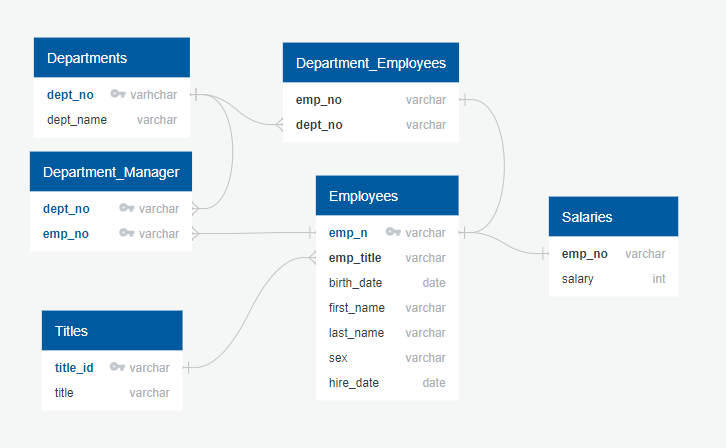 Departments
dept_no varhchar
dept_name varchar
Department_Employees
emp_no varchar
dept_no varchar
Department_Manager
dept_no varchar
emp_no varchar
Employees
emp_n varchar
emp_title varchar
birth_date date
first_name varchar
last_name varchar
sex varchar
hire_date date
Salaries
emp_no varchar
salary int
Titles
title_id varchar
title varchar